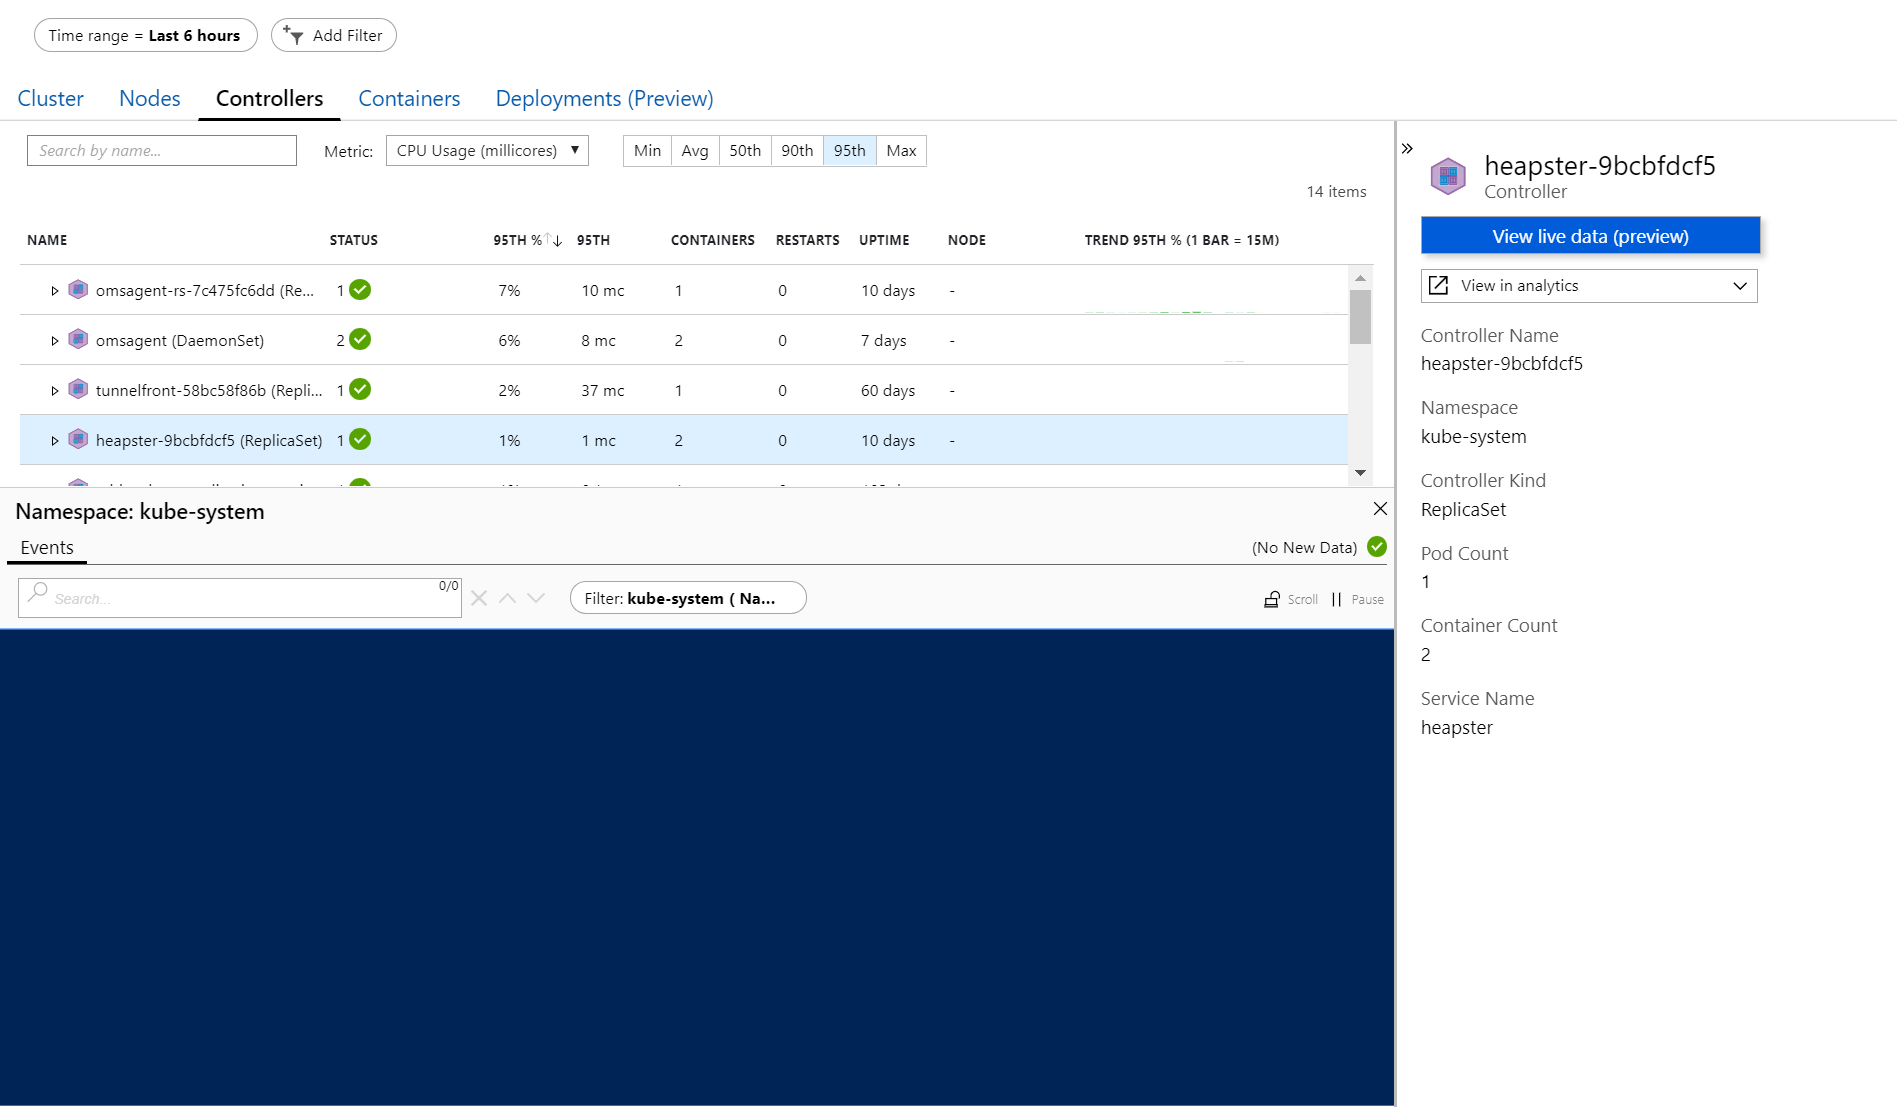 Time range = Last 6 hours
Add Filter
Cluster Nodes Controllers Containers Deployments (Preview)
Search by name...
Metric: CPU Usage (millicores) ▼
Min Avg 50th 90th 95th Max
14 items
NAME STATUS 95TH %↑↓ 95TH CONTAINERS RESTARTS UPTIME NODE TREND 95TH % (1 BAR = 15M)
omsagent-rs-7c475fc6dd (Re... 1 7% 10 mc 1 0 10 days -
omsagent (DaemonSet) 2 6% 8 mc 2 0 7 days -
tunnelfront-58bc58f86b (Repli... 1 2% 37 mc 1 0 60 days -
heapster-9bcbfdcf5 (ReplicaSet) 1 1% 1 mc 2 0 10 days -
Namespace: kube-system
Events
(No New Data)
Search...
0/0
Filter: kube-system ( Na...
Scroll
Pause
heapster-9bcbfdcf5
Controller
View live data (preview)
View in analytics
Controller Name
heapster-9bcbfdcf5
Namespace
kube-system
Controller Kind
ReplicaSet
Pod Count
1
Container Count
2
Service Name
heapster